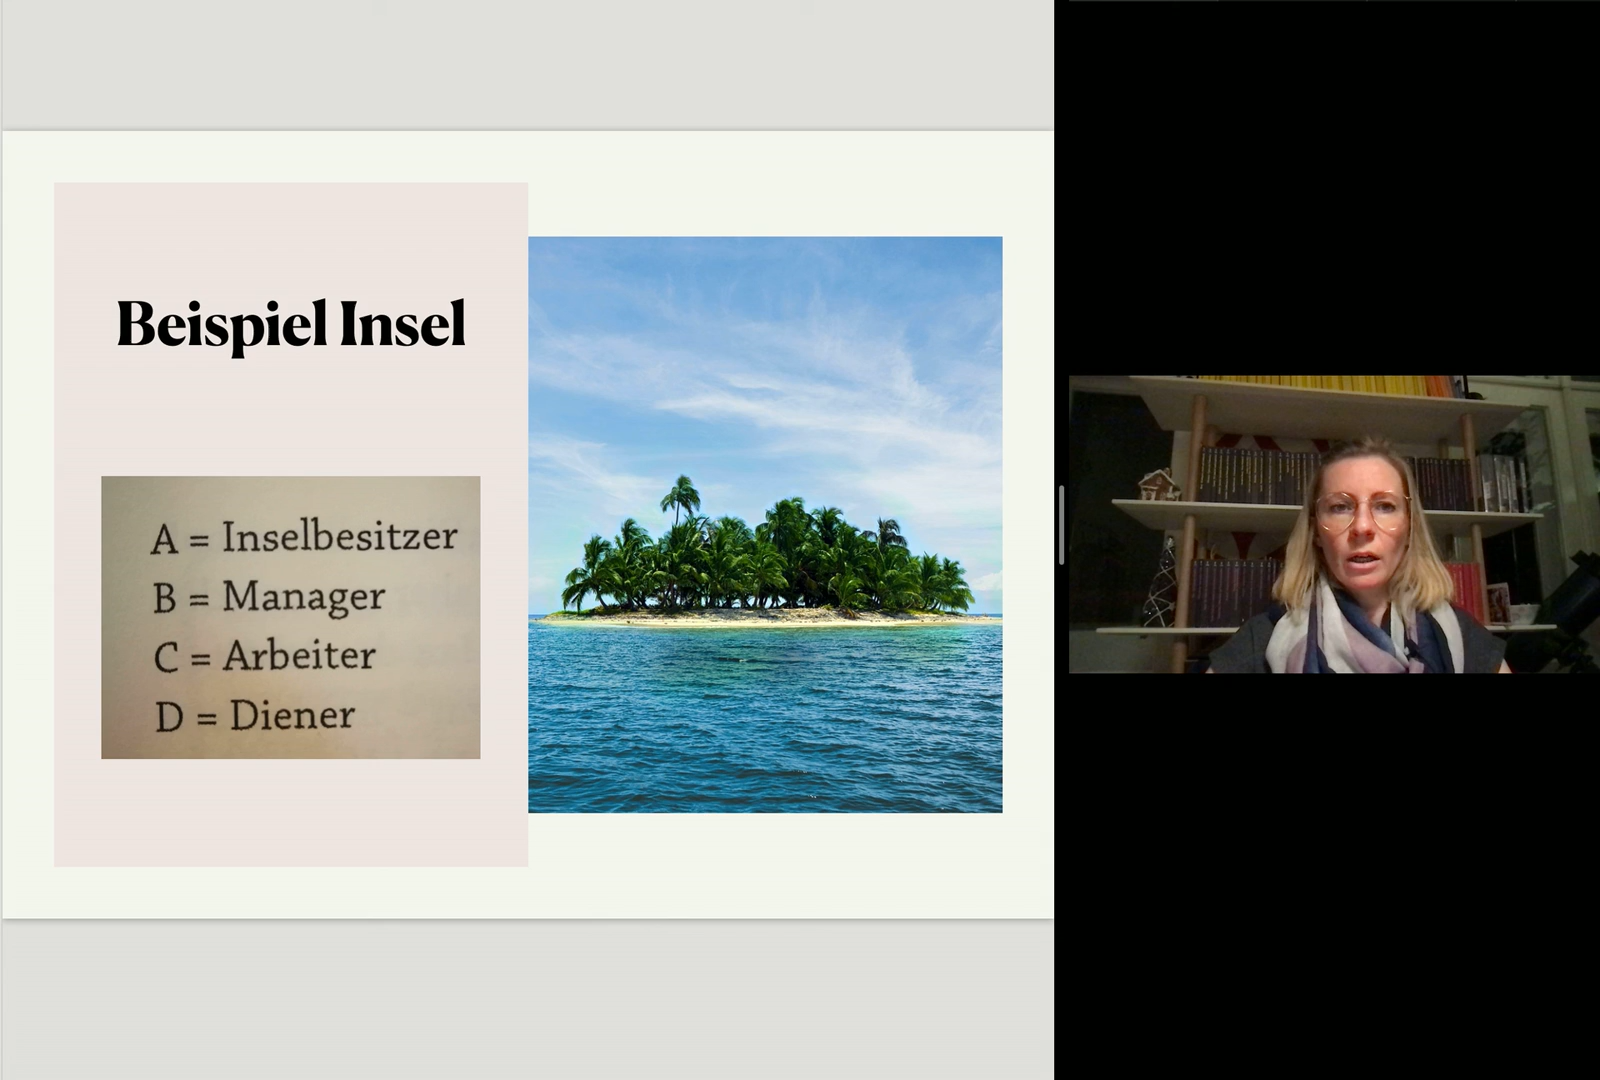 Beispiel Insel
A = Inselbesitzer
B = Manager
C = Arbeiter
D = Diener